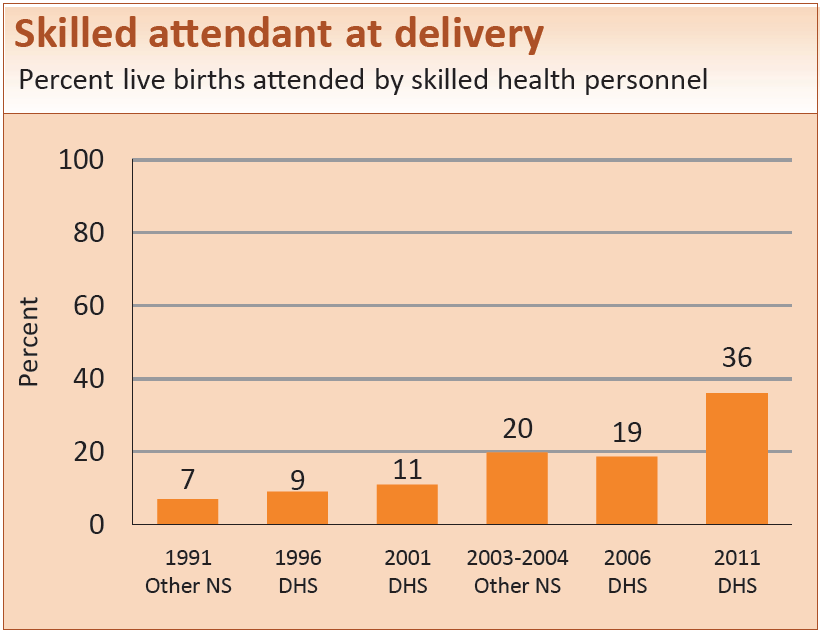 Skilled attendant at delivery
Percent live births attended by skilled health personnel
100
80
60
40
20
0
Percent
7
9
11
20
19
36
1991
Other NS
1996
DHS
2001
DHS
2003-2004
Other NS
2006
DHS
2011
DHS